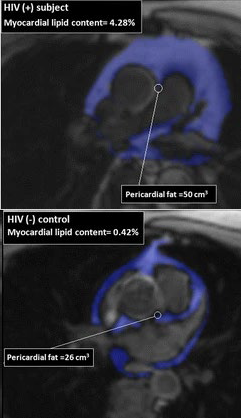 HIV (+) subject
Myocardial lipid content= 4.28%
Pericardial fat =50 cm³
HIV (-) control
Myocardial lipid content= 0.42%
Pericardial fat =26 cm³